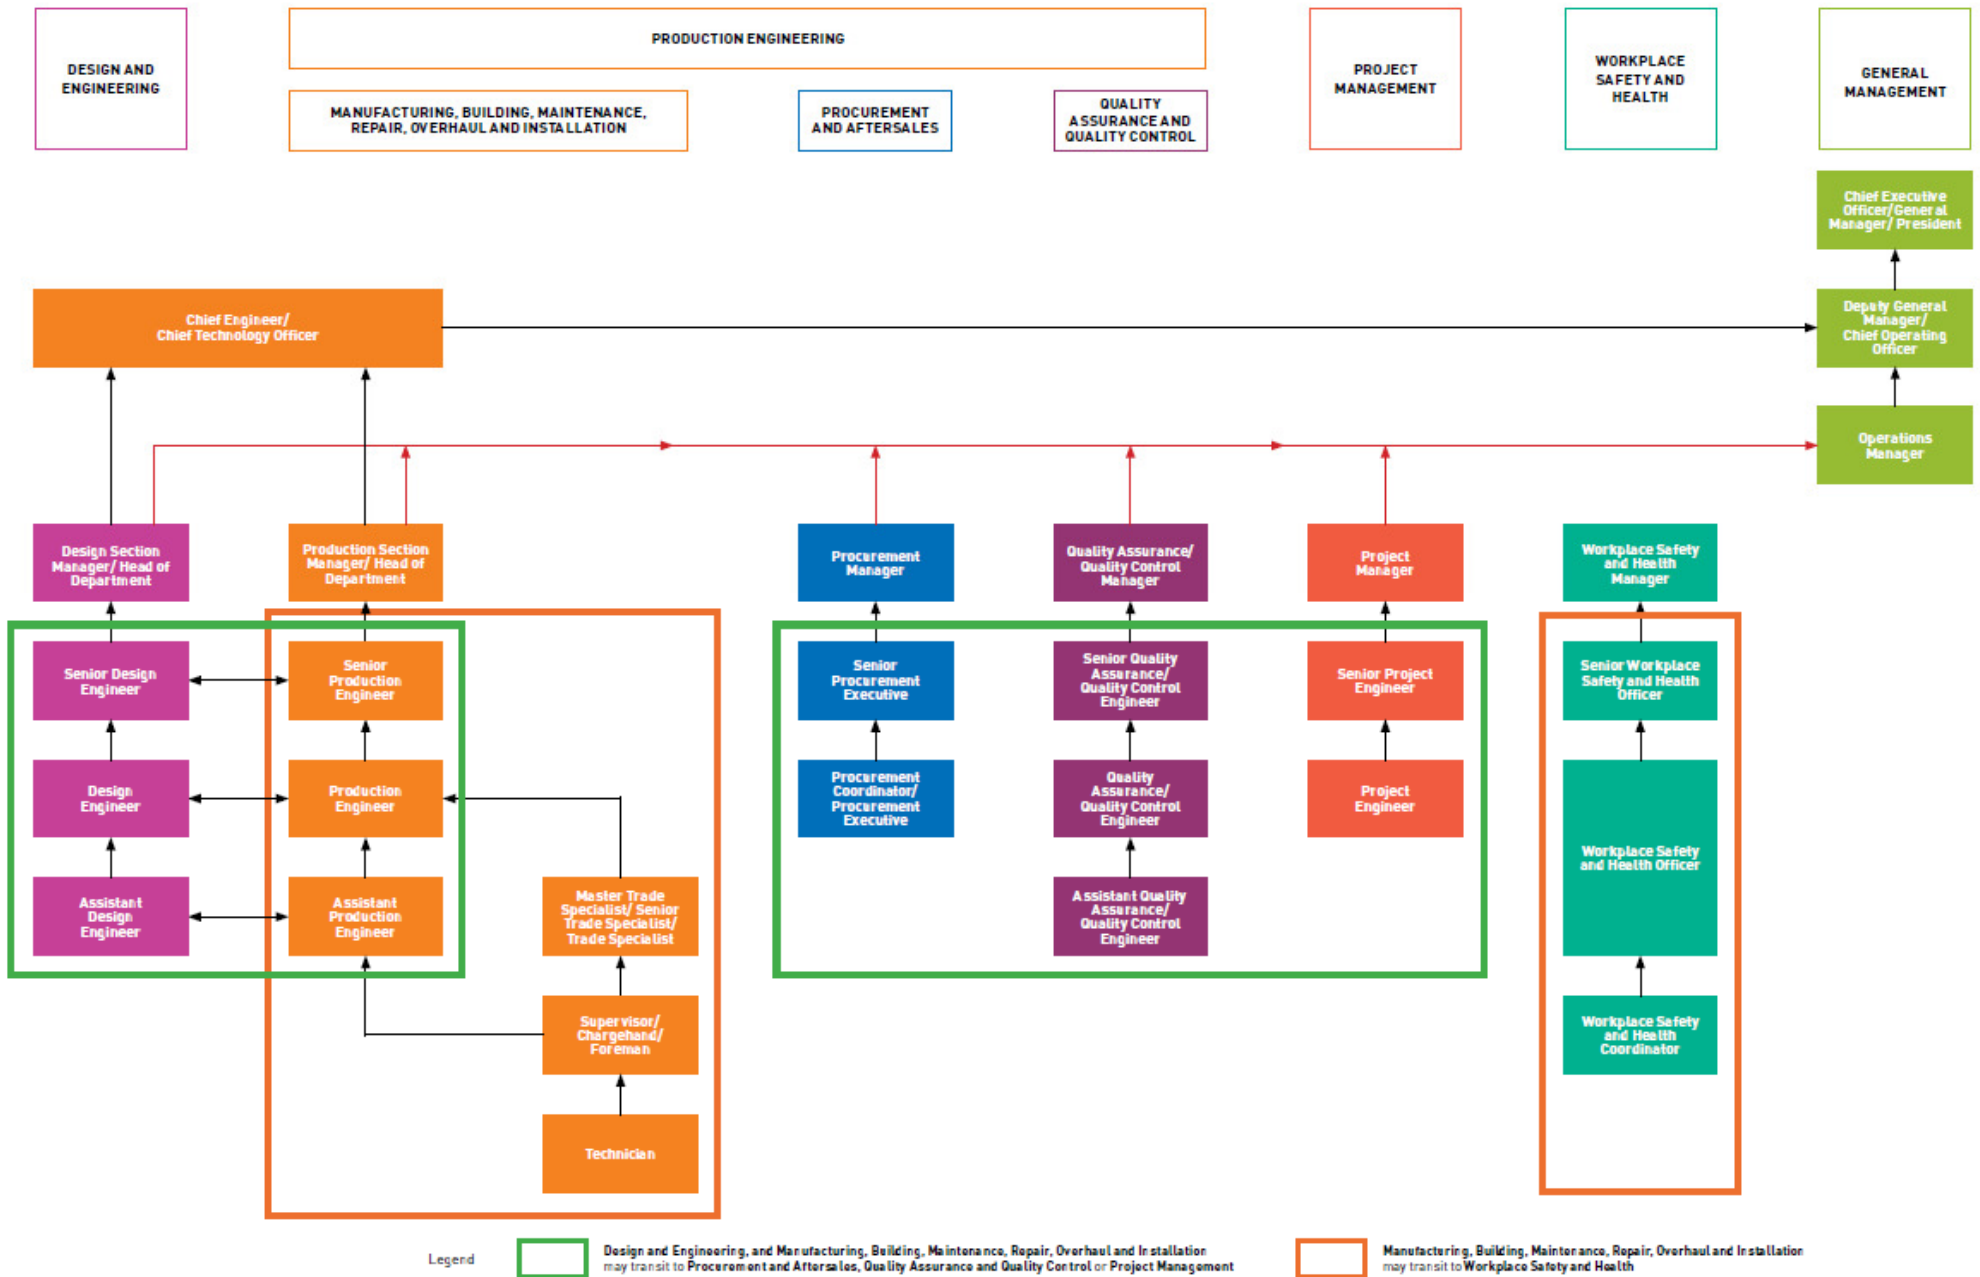 DESIGN AND
ENGINEERING
PRODUCTION ENGINEERING
MANUFACTURING, BUILDING, MAINTENANCE,
REPAIR, OVERHAUL AND INSTALLATION
PROCUREMENT
AND AFTERSALES
QUALITY
ASSURANCE AND
QUALITY CONTROL
PROJECT
MANAGEMENT
WORKPLACE
SAFETY AND
HEALTH
GENERAL
MANAGEMENT
Chief Executive
Officer/General
Manager/ President
Chief Engineer/
Chief Technology Officer
Deputy General
Manager/
Chief Operating
Officer
Operations
Manager
Design Section
Manager/ Head of
Department
Production Section
Manager/ Head of
Department
Procurement
Manager
Quality Assurance/
Quality Control
Manager
Project
Manager
Workplace Safety
and Health
Manager
Senior Design
Engineer
Senior
Production
Engineer
Senior
Procurement
Executive
Senior Quality
Assurance/
Quality Control
Engineer
Senior Project
Engineer
Senior Workplace
Safety and Health
Officer
Design
Engineer
Production
Engineer
Procurement
Coordinator/
Procurement
Executive
Quality
Assurance/
Quality Control
Engineer
Project
Engineer
Workplace Safety
and Health Officer
Assistant
Design
Engineer
Assistant
Production
Engineer
Master Trade
Specialist/ Senior
Trade Specialist/
Trade Specialist
Assistant Quality
Assurance/
Quality Control
Engineer
Supervisor/
Chargehand/
Foreman
Workplace Safety
and Health
Coordinator
Technician
Legend
Design and Engineering, and Manufacturing, Building, Maintenance, Repair, Overhaul and Installation
may transit to Procurement and Aftersales, Quality Assurance and Quality Control or Project Management
Manufacturing, Building, Maintenance, Repair, Overhaul and Installation
may transit to Workplace Safety and Health